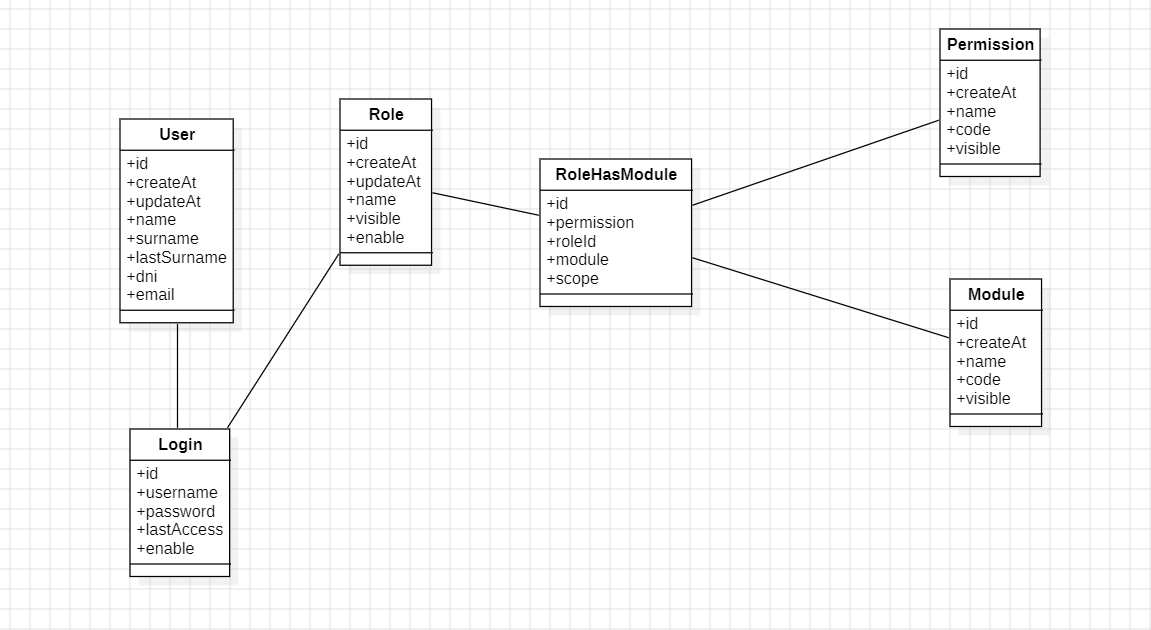 User
+id
+createAt
+updateAt
+name
+surname
+lastSurname
+dni
+email
Role
+id
+createAt
+updateAt
+name
+visible
+enable
RoleHasModule
+id
+permission
+roleId
+module
+scope
Permission
+id
+createAt
+name
+code
+visible
Module
+id
+createAt
+name
+code
+visible
Login
+id
+username
+password
+lastAccess
+enable